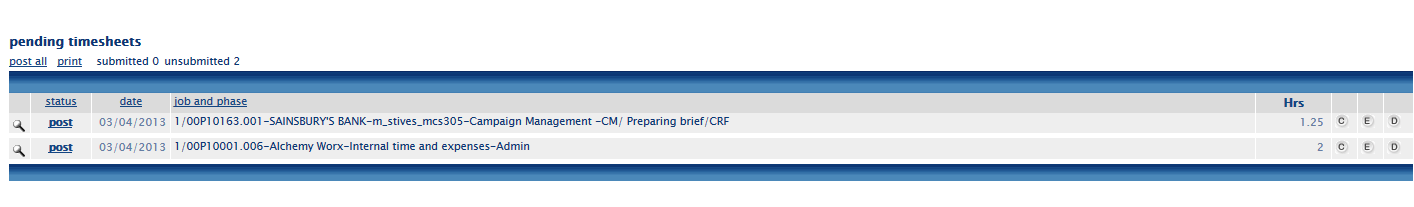 pending timesheets
post all print submitted 0 unsubmitted 2
status date job and phase Hrs
post 03/04/2013 1/00P10163.001-SAINSBURY'S BANK-m_stives_mcs305-Campaign Management -CM/ Preparing brief/CRF 1.25 C E D
post 03/04/2013 1/00P10001.006-Alchemy Worx-Internal time and expenses-Admin 2 C E D